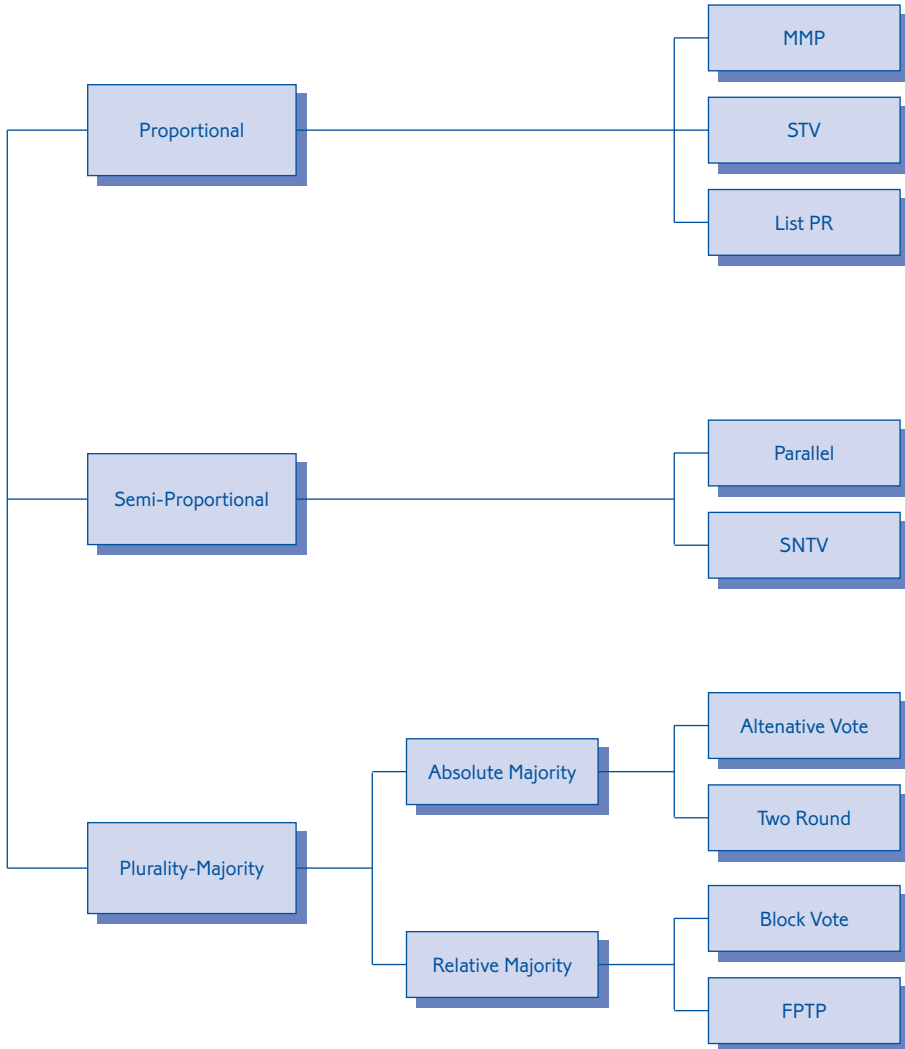 MMP
Proportional
STV
List PR
Parallel
Semi-Proportional
SNTV
Altenative Vote
Absolute Majority
Two Round
Plurality-Majority
Block Vote
Relative Majority
FPTP